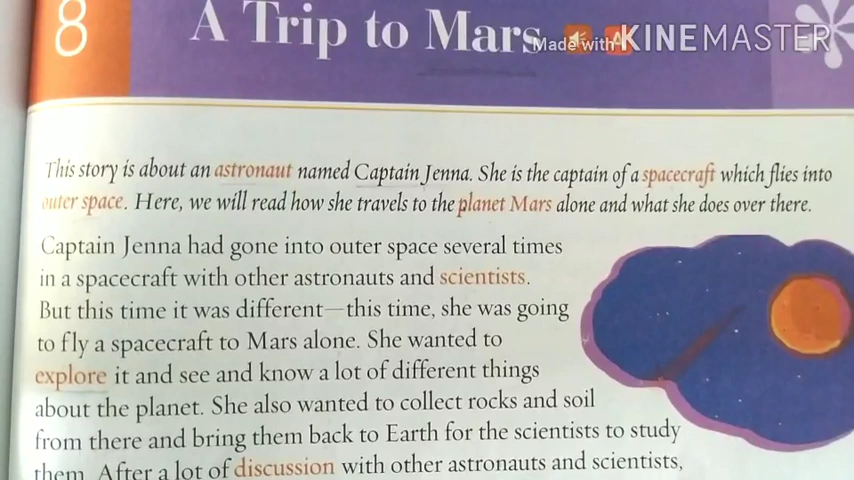 8
A Trip to Mars
Made with KINEMASTER
This story is about an astronaut named Captain Jenna. She is the captain of a spacecraft which flies into
outer space. Here, we will read how she travels to the planet Mars alone and what she does over there.
Captain Jenna had gone into outer space several times
in a spacecraft with other astronauts and scientists.
But this time it was different—this time, she was going
to fly a spacecraft to Mars alone. She wanted to
explore it and see and know a lot of different things
about the planet. She also wanted to collect rocks and soil
from there and bring them back to Earth for the scientists to study
them. After a lot of discussion with other astronauts and scientists,